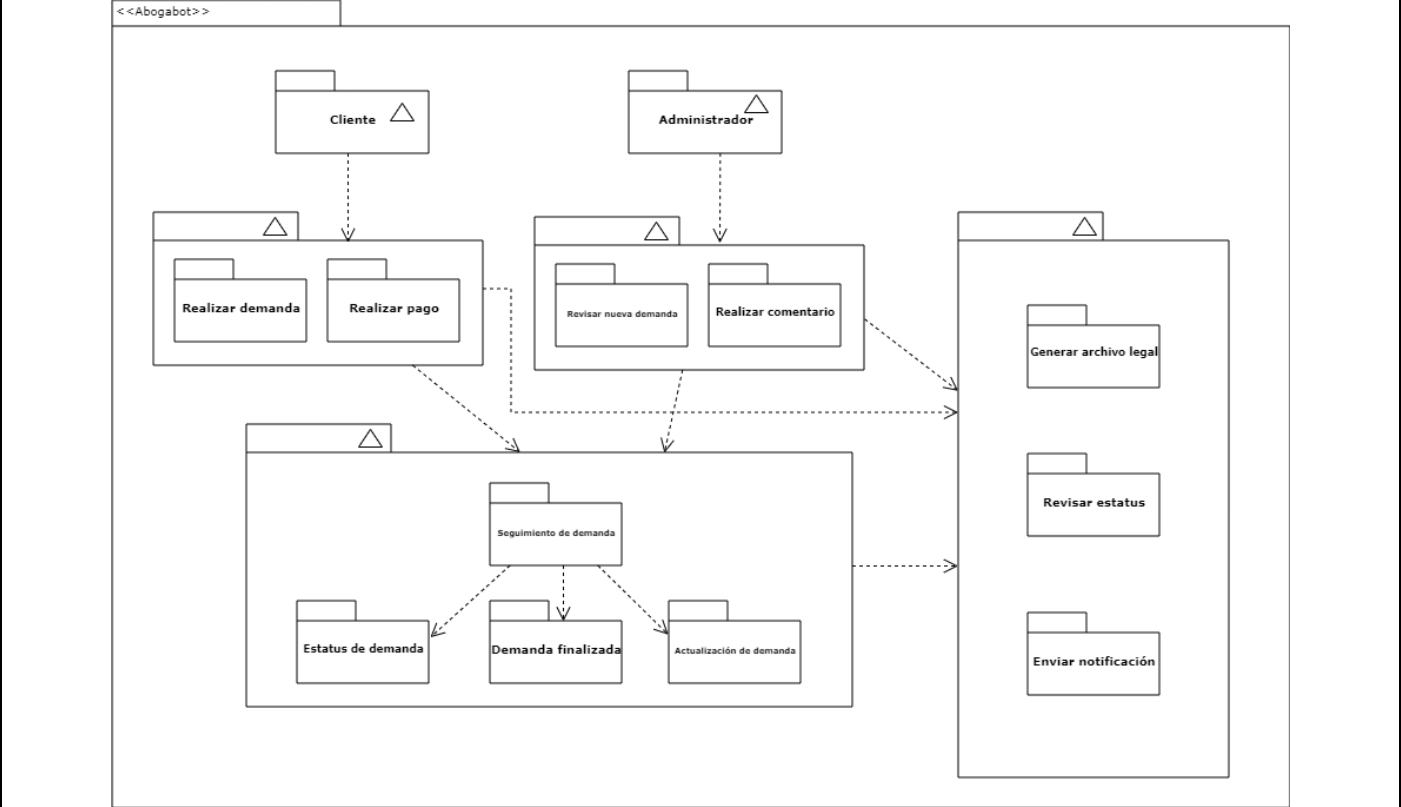 <<Abogabot>>
Cliente
Administrador
Realizar demanda
Realizar pago
Revisar nueva demanda
Realizar comentario
Generar archivo legal
Revisar estatus
Enviar notificación
Seguimiento de demanda
Estatus de demanda
Demanda finalizada
Actualización de demanda